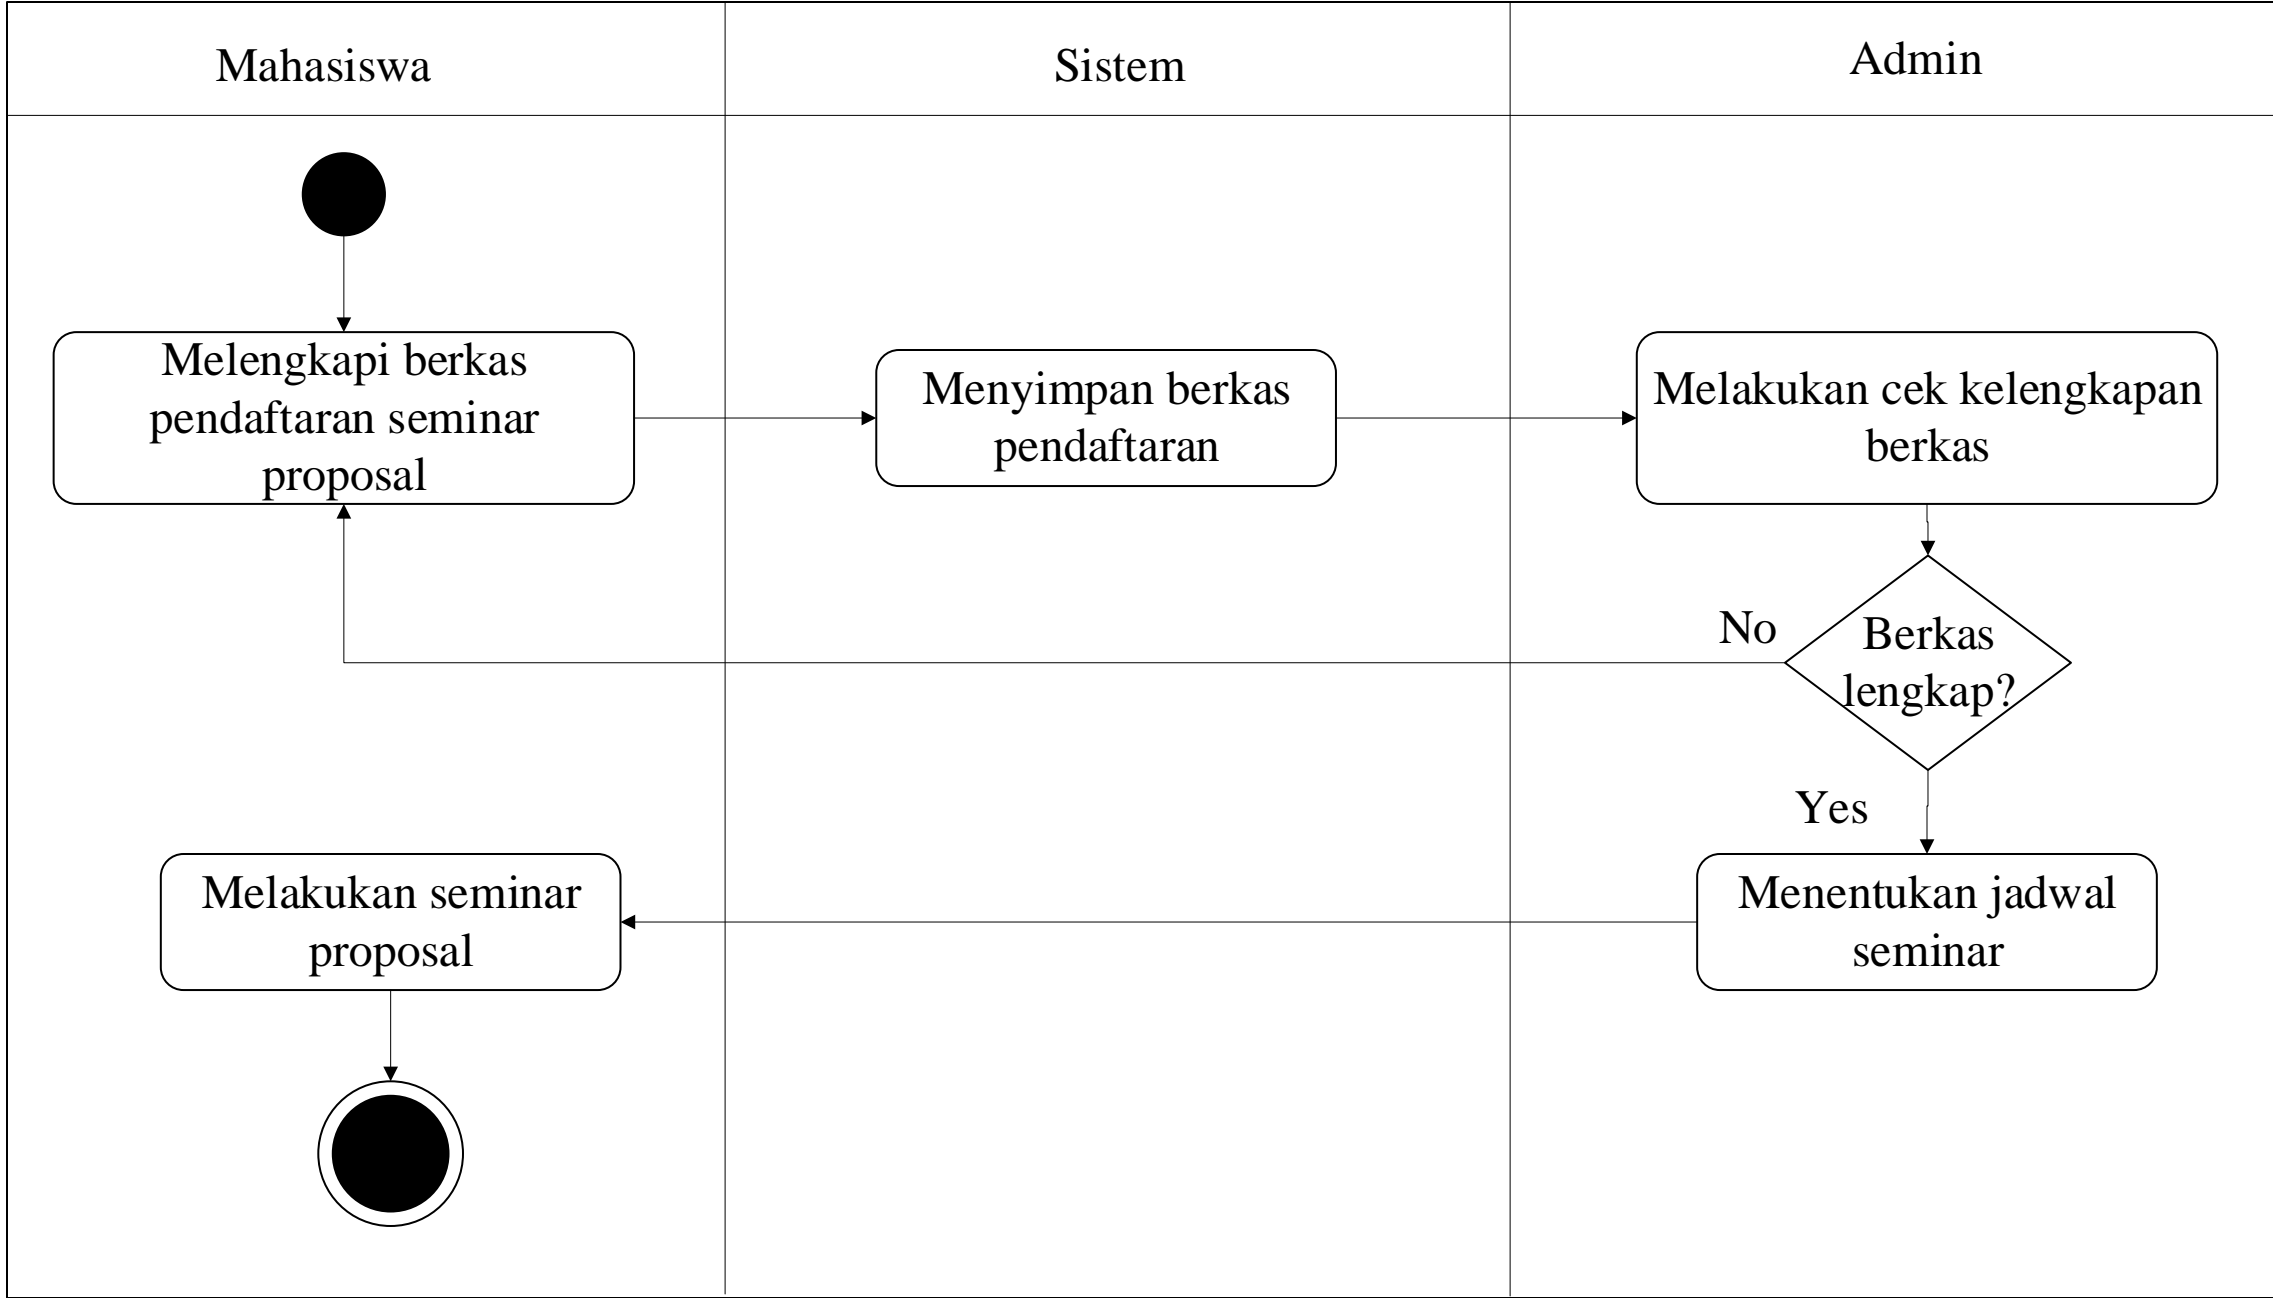 Mahasiswa
Sistem
Admin
Melengkapi berkas
pendaftaran seminar
proposal
Menyimpan berkas
pendaftaran
Melakukan cek kelengkapan
berkas
No
Berkas
lengkap?
Yes
Melakukan seminar
proposal
Menentukan jadwal
seminar